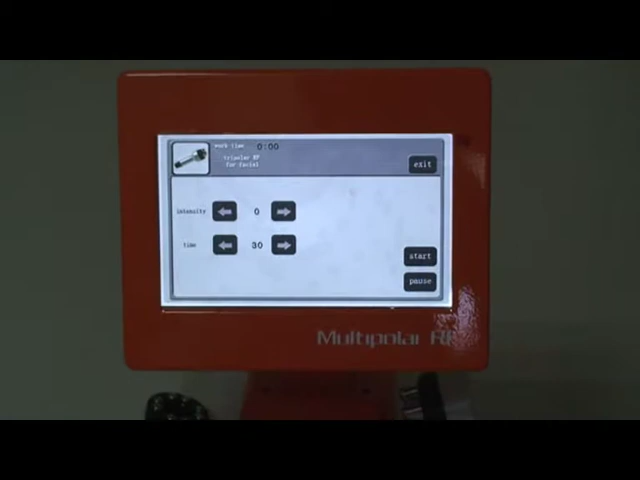 work time 0:00
tripolar RF
for facial
exit
intensity 0
time 30
start
pause
Multipolar RF